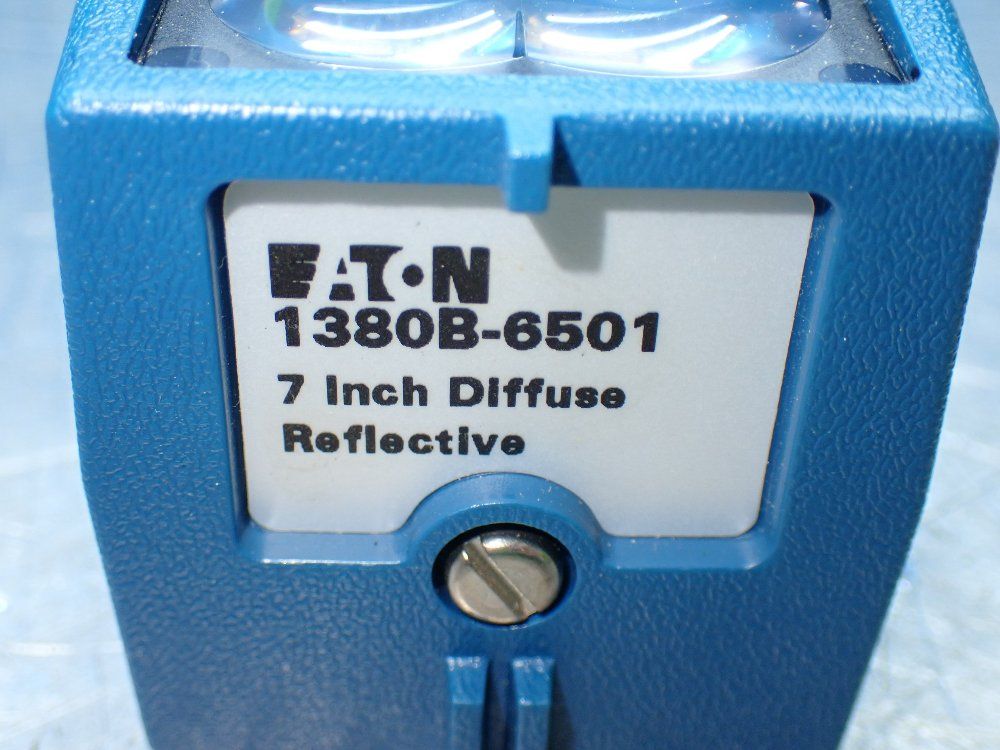 EATON
1380B-6501
7 Inch Diffuse
Reflective